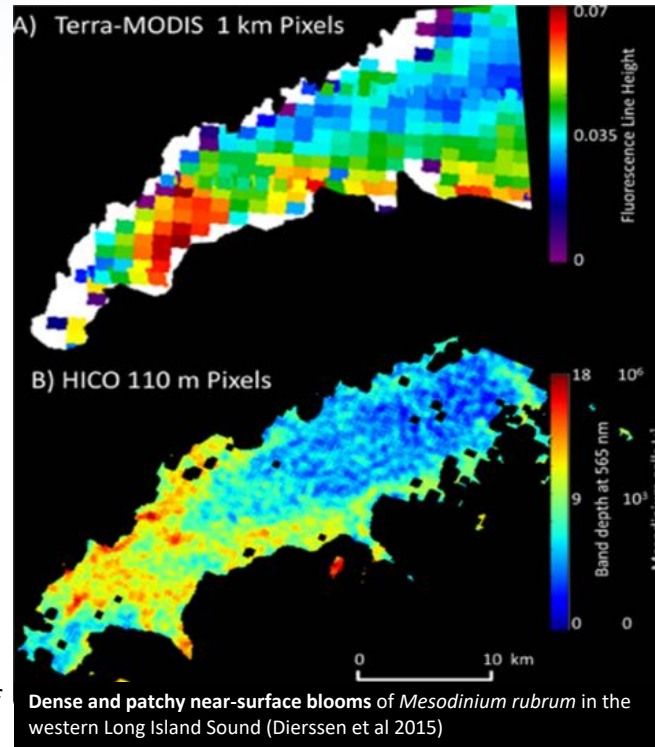 A) Terra-MODIS 1 km Pixels
0.07
0.035
0
Fluorescence Line Height
B) HICO 110 m Pixels
18
9
0
Band depth at 565 nm
10⁶
10³
0
0 10 km
Dense and patchy near-surface blooms of Mesodinium rubrum in the
western Long Island Sound (Dierssen et al 2015)